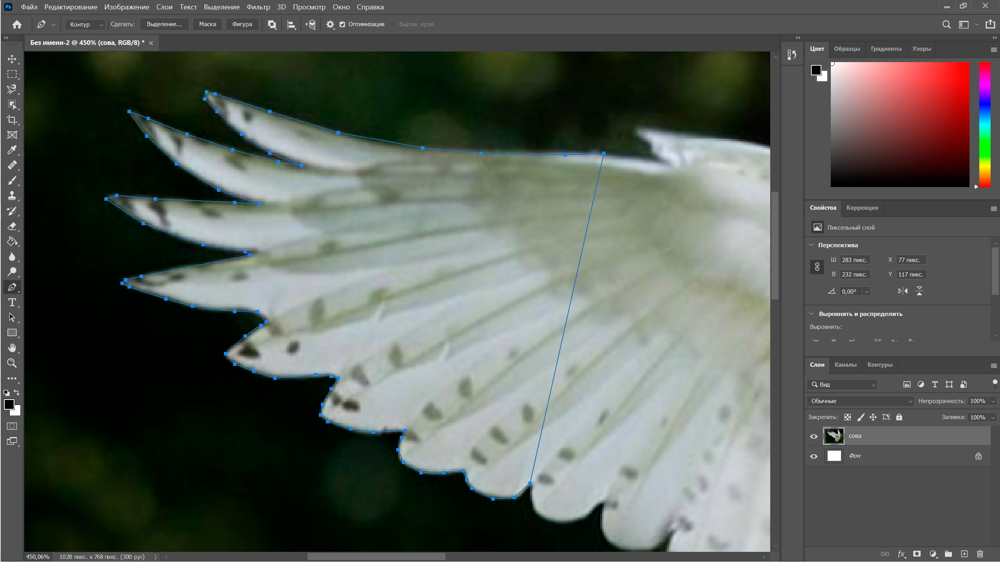 Ps Файл Редактирование Изображение Слои Текст Выделение Фильтр 3D Просмотр Окно Справка
Контур Сделать: Выделение... Маска Фигура Оптимизация Выров. края
Без имени-2 @ 450% (сова, RGB/8) *
Цвет Образцы Градиенты Узоры
Свойства Коррекция
Пиксельный слой
Перспектива
Ш 283 пикс. X 77 пикс.
В 232 пикс. Y 117 пикс.
0,00°
Выровнять и распределить
Выровнять:
Слои Каналы Контуры
Вид
Обычные Непрозрачность: 100%
Закрепить: Заливка: 100%
сова
Фон
450,06% 1028 пикс. x 768 пикс. (300 ppi)
fx